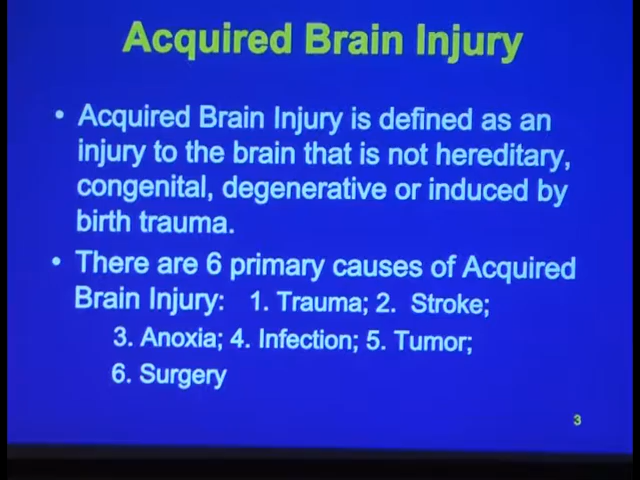 Acquired Brain Injury
• Acquired Brain Injury is defined as an
injury to the brain that is not hereditary,
congenital, degenerative or induced by
birth trauma.
• There are 6 primary causes of Acquired
Brain Injury: 1. Trauma; 2. Stroke;
3. Anoxia; 4. Infection; 5. Tumor;
6. Surgery
3